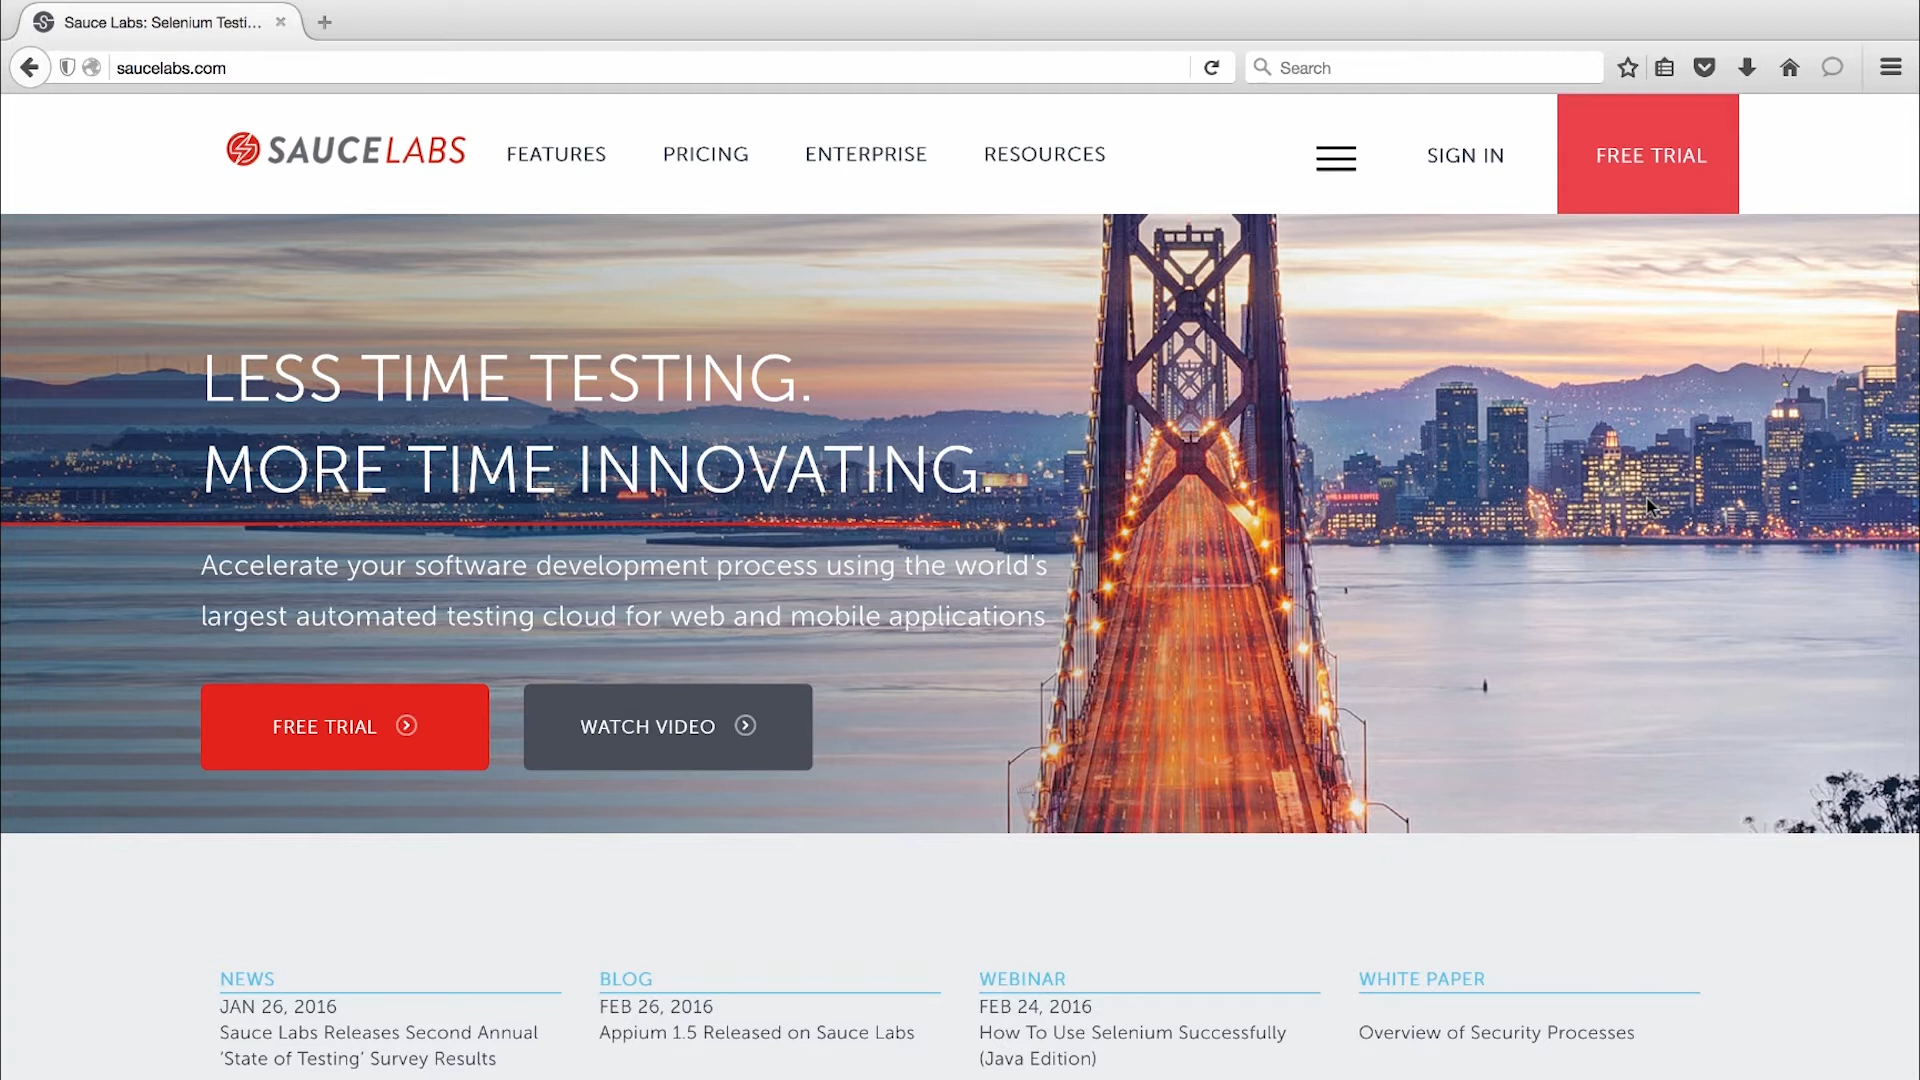 Sauce Labs: Selenium Testi...
saucelabs.com
Search
SAUCELABS
FEATURES
PRICING
ENTERPRISE
RESOURCES
SIGN IN
FREE TRIAL
LESS TIME TESTING.
MORE TIME INNOVATING.
Accelerate your software development process using the world's
largest automated testing cloud for web and mobile applications
FREE TRIAL
WATCH VIDEO
NEWS
JAN 26, 2016
Sauce Labs Releases Second Annual
'State of Testing' Survey Results
BLOG
FEB 26, 2016
Appium 1.5 Released on Sauce Labs
WEBINAR
FEB 24, 2016
How To Use Selenium Successfully
(Java Edition)
WHITE PAPER
Overview of Security Processes